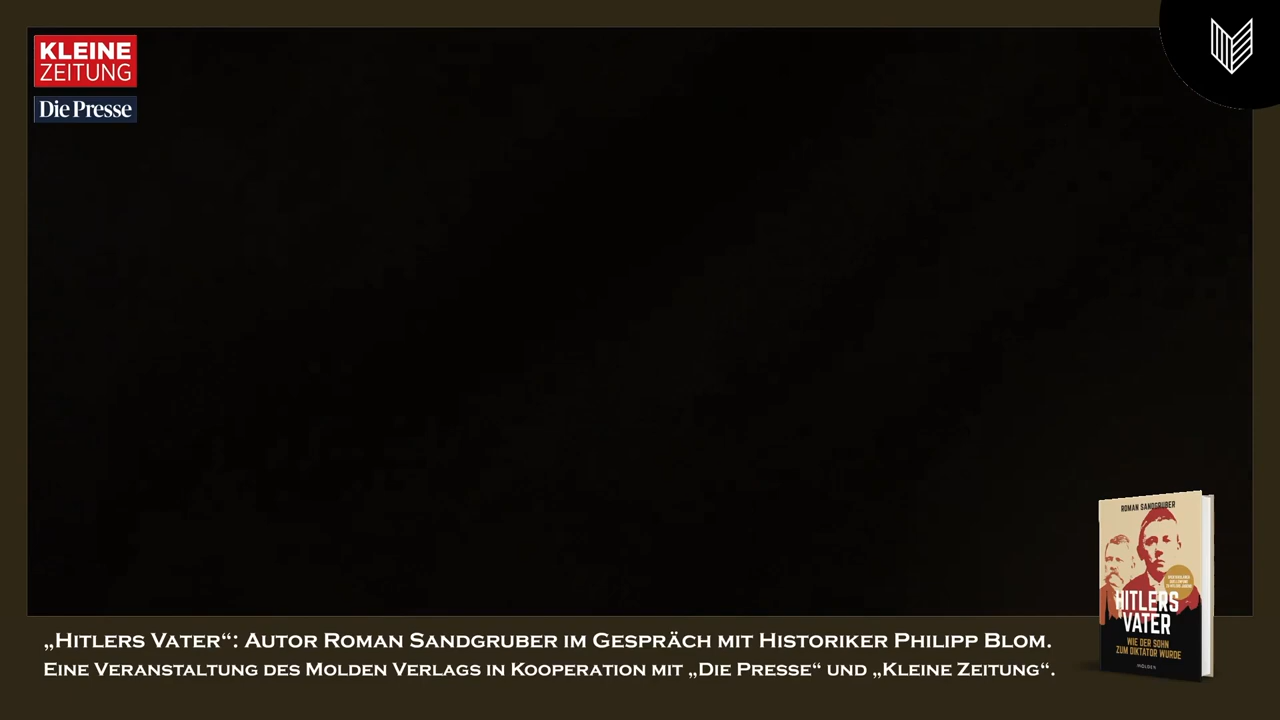 KLEINE
ZEITUNG
Die Presse
ROMAN SANDGRUBER
HITLERS
VATER
WIE DER SOHN
ZUM DIKTATOR WURDE
MOLDEN
„HITLERS VATER“: AUTOR ROMAN SANDGRUBER IM GESPRÄCH MIT HISTORIKER PHILIPP BLOM.
EINE VERANSTALTUNG DES MOLDEN VERLAGS IN KOOPERATION MIT „DIE PRESSE“ UND „KLEINE ZEITUNG“.